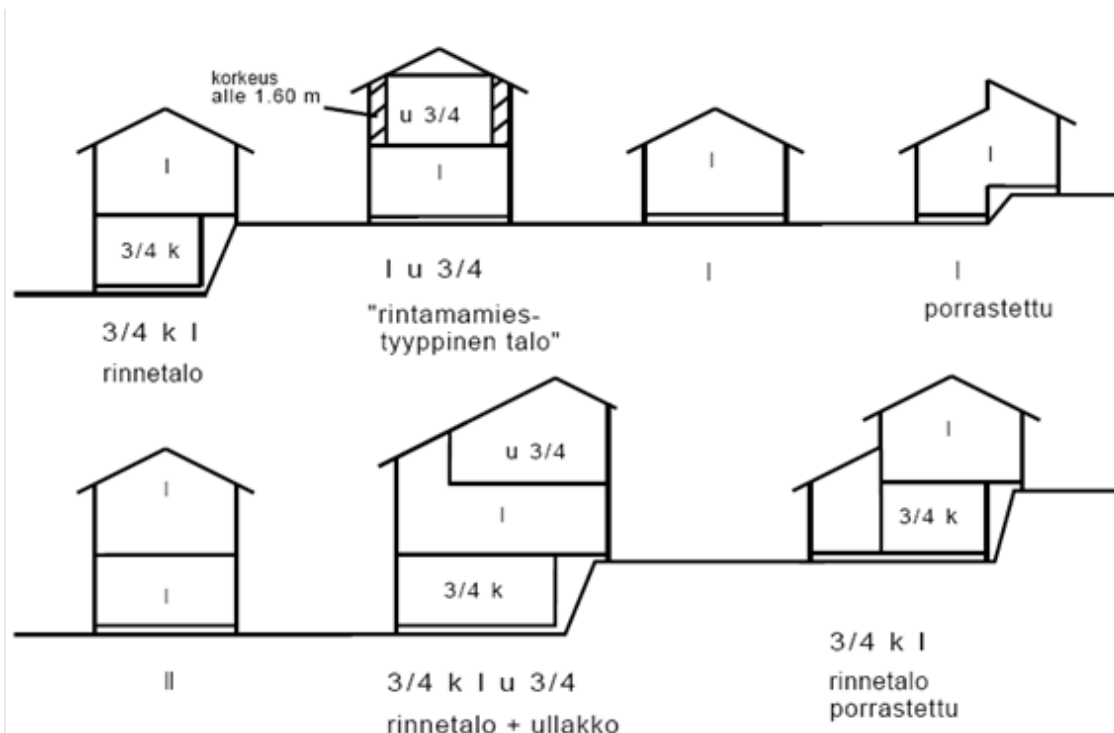 korkeus
alle 1.60 m
I
3/4 k
3/4 k I
rinnetalo
u 3/4
I
I u 3/4
"rintamamies-
tyyppinen talo"
I
I
I
I
porrastettu
I
I
II
u 3/4
I
3/4 k
3/4 k I u 3/4
rinnetalo + ullakko
I
3/4 k
3/4 k I
rinnetalo
porrastettu